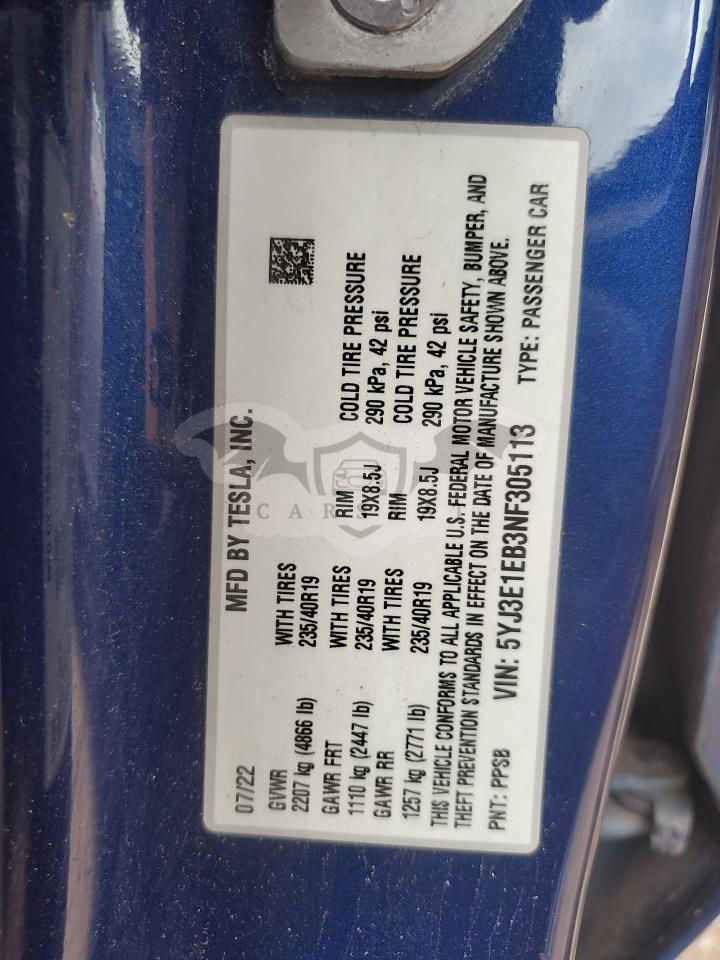 07/22 MFD BY TESLA, INC.
GVWR WITH TIRES
2207 kg (4866 lb) 235/40R19
GAWR FRT WITH TIRES RIM COLD TIRE PRESSURE
1110 kg (2447 lb) 235/40R19 19X8.5J 290 kPa, 42 psi
GAWR RR WITH TIRES RIM COLD TIRE PRESSURE
1257 kg (2771 lb) 235/40R19 19X8.5J 290 kPa, 42 psi
THIS VEHICLE CONFORMS TO ALL APPLICABLE U.S. FEDERAL MOTOR VEHICLE SAFETY, BUMPER, AND
THEFT PREVENTION STANDARDS IN EFFECT ON THE DATE OF MANUFACTURE SHOWN ABOVE.
PNT: PPSB VIN: 5YJ3E1EB3NF305113 TYPE: PASSENGER CAR